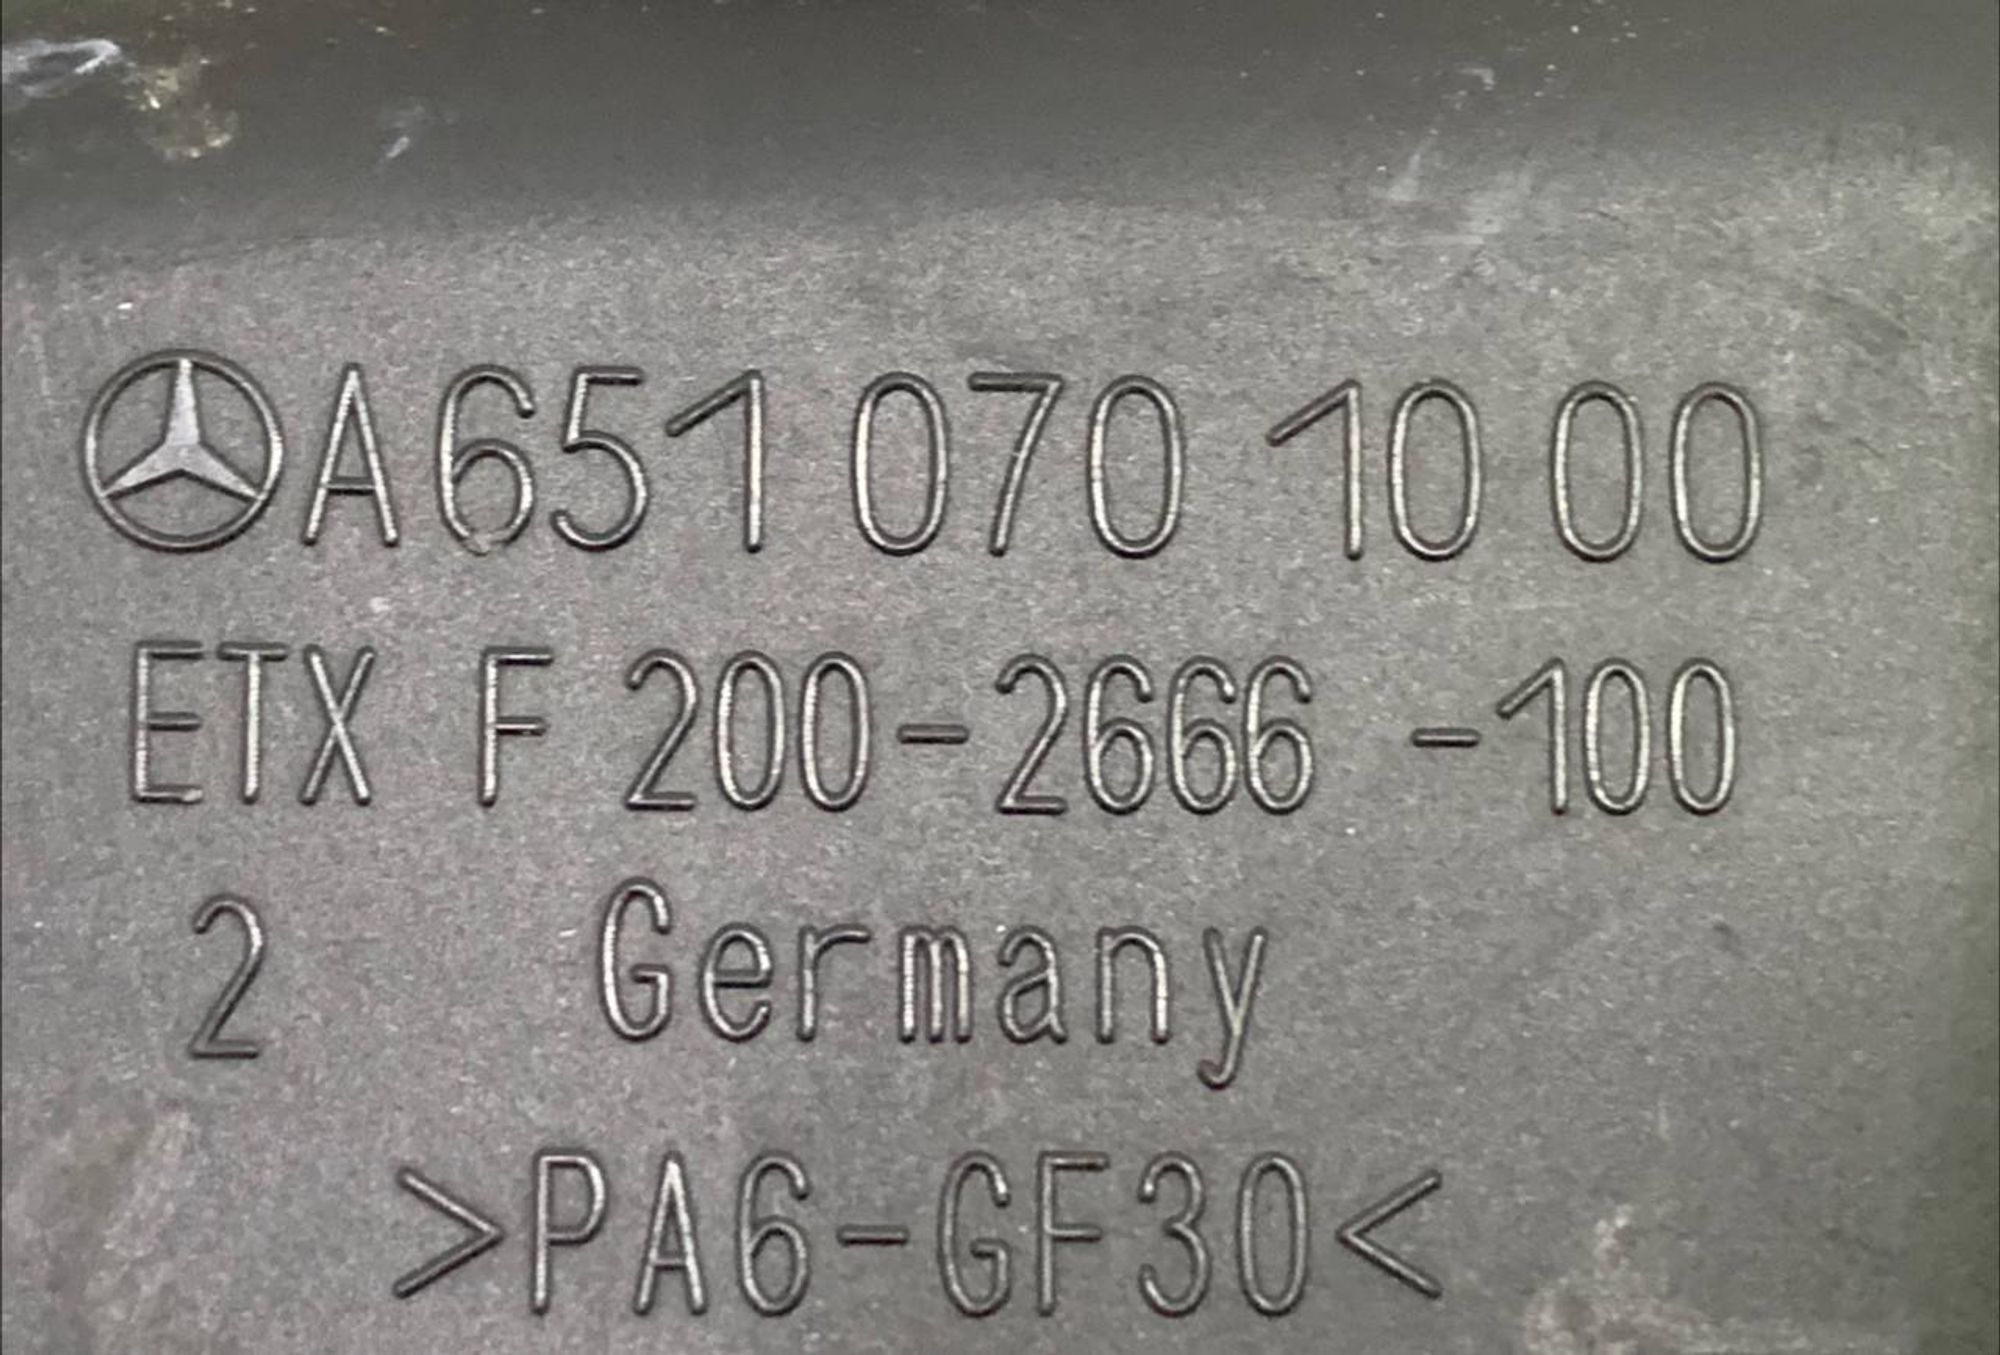 A651 070 10 00
ETX F 200-2666 -100
2 Germany
>PA6-GF30<